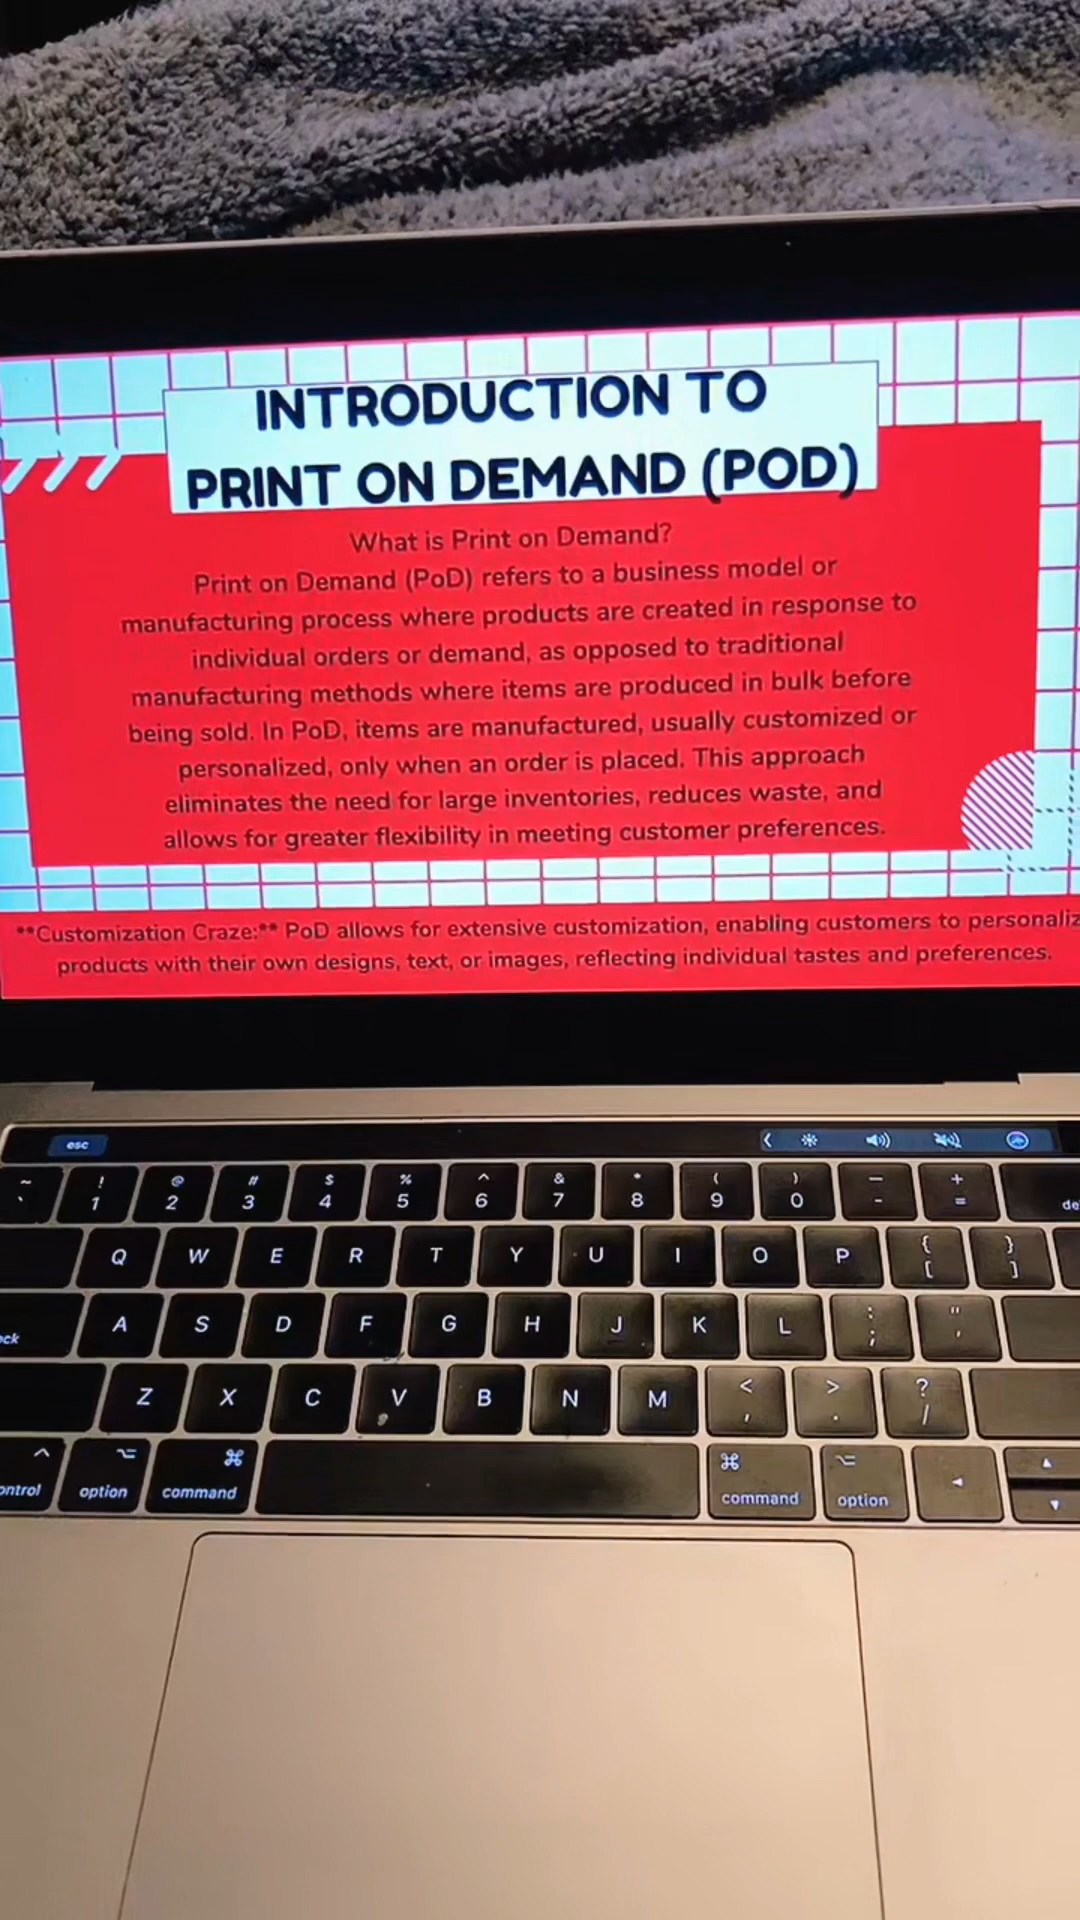 INTRODUCTION TO
PRINT ON DEMAND (POD)
What is Print on Demand?
Print on Demand (PoD) refers to a business model or
manufacturing process where products are created in response to
individual orders or demand, as opposed to traditional
manufacturing methods where items are produced in bulk before
being sold. In PoD, items are manufactured, usually customized or
personalized, only when an order is placed. This approach
eliminates the need for large inventories, reduces waste, and
allows for greater flexibility in meeting customer preferences.
**Customization Craze:** PoD allows for extensive customization, enabling customers to personaliz
products with their own designs, text, or images, reflecting individual tastes and preferences.
esc
~ ! @ # $ % ^ & * ( ) — +
` 1 2 3 4 5 6 7 8 9 0 - = de
Q W E R T Y U I O P { [ } ]
ock A S D F G H J K L : ; " '
Z X C V B N M < , > . ? /
ontrol option command command option